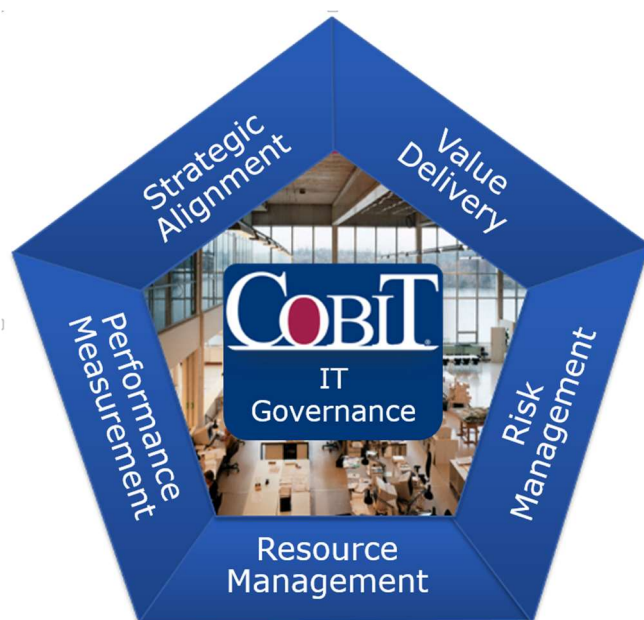 Strategic
Alignment
Value
Delivery
COBIT
IT
Governance
Performance
Measurement
Risk
Management
Resource
Management